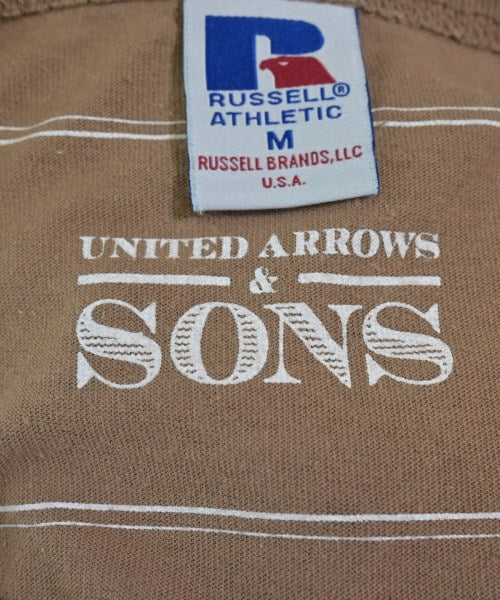 R
RUSSELL®
ATHLETIC
M
RUSSELL BRANDS, LLC
U.S.A.
UNITED ARROWS
&
SONS